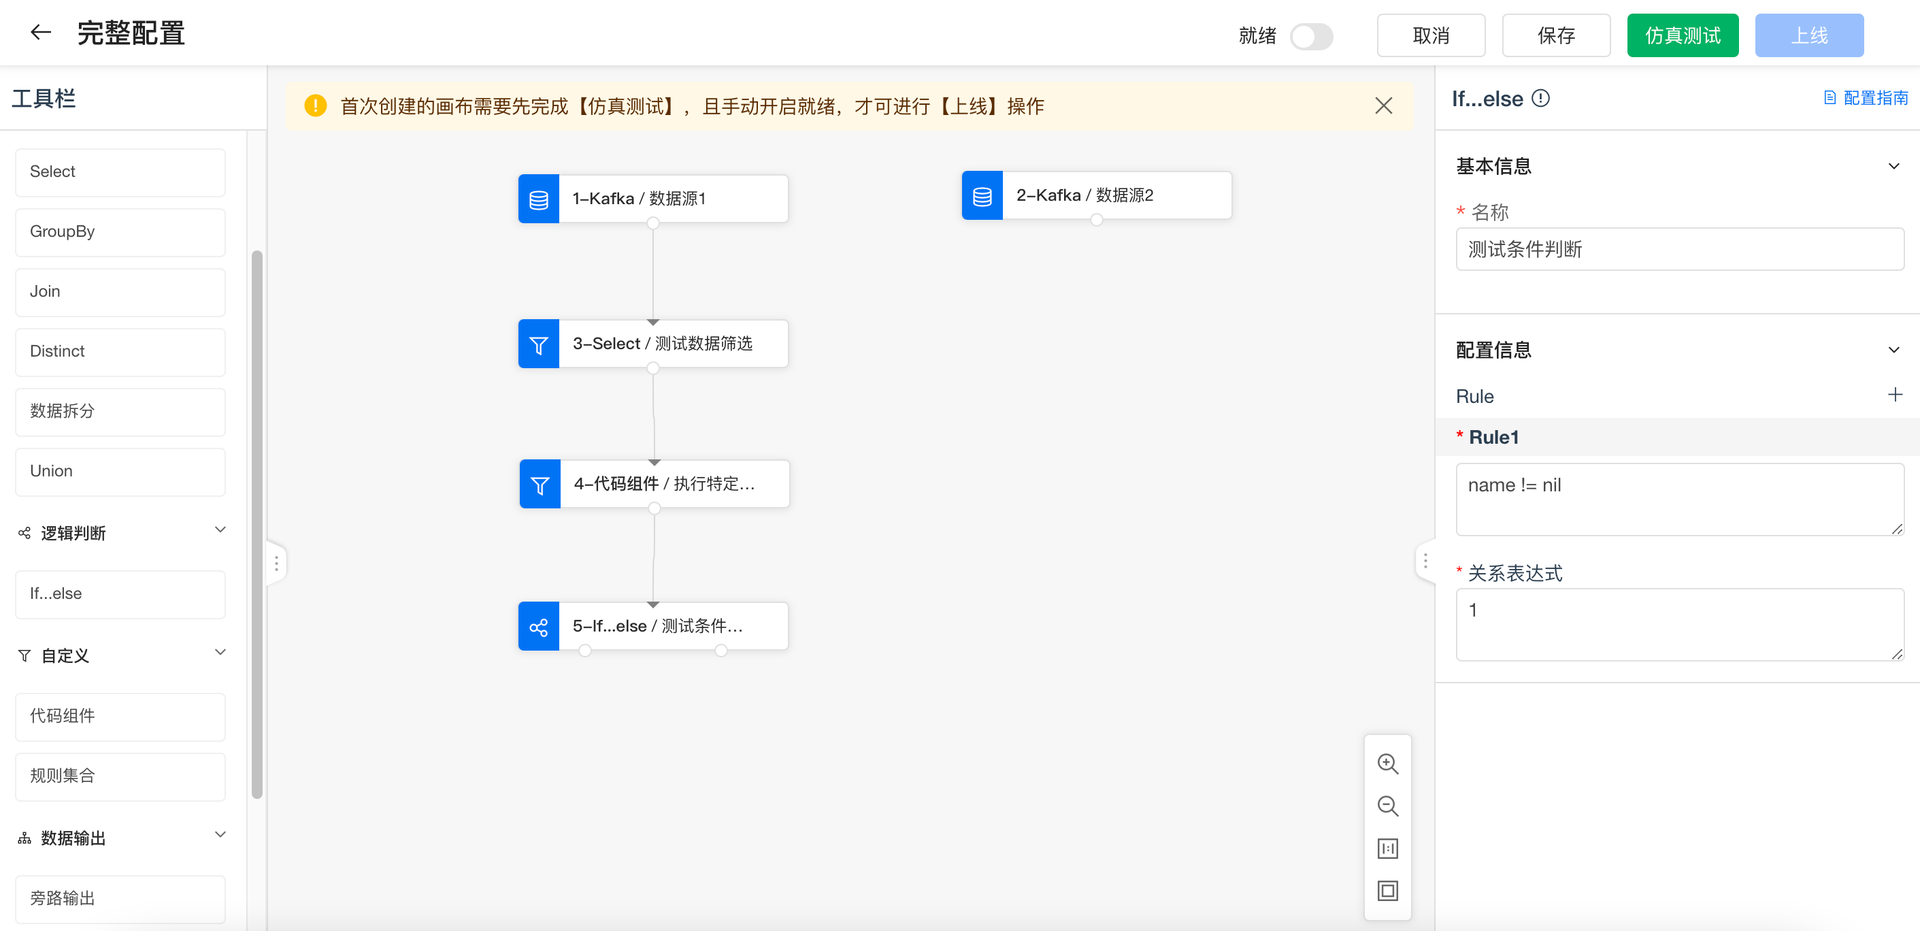 完整配置
就绪
取消
保存
仿真测试
上线
工具栏
Select
GroupBy
Join
Distinct
数据拆分
Union
逻辑判断
If...else
自定义
代码组件
规则集合
数据输出
旁路输出
首次创建的画布需要先完成【仿真测试】，且手动开启就绪，才可进行【上线】操作
1-Kafka / 数据源1
2-Kafka / 数据源2
3-Select / 测试数据筛选
4-代码组件 / 执行特定...
5-If...else / 测试条件...
If...else
配置指南
基本信息
* 名称
测试条件判断
配置信息
Rule
* Rule1
name != nil
* 关系表达式
1